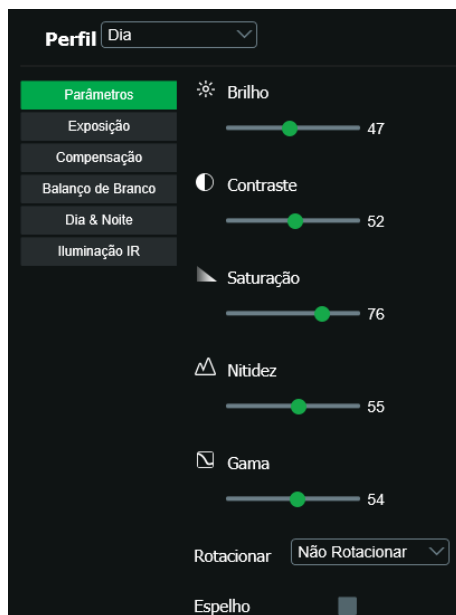 Perfil Dia
Parâmetros
Exposição
Compensação
Balanço de Branco
Dia & Noite
Iluminação IR
Brilho
47
Contraste
52
Saturação
76
Nitidez
55
Gama
54
Rotacionar Não Rotacionar
Espelho